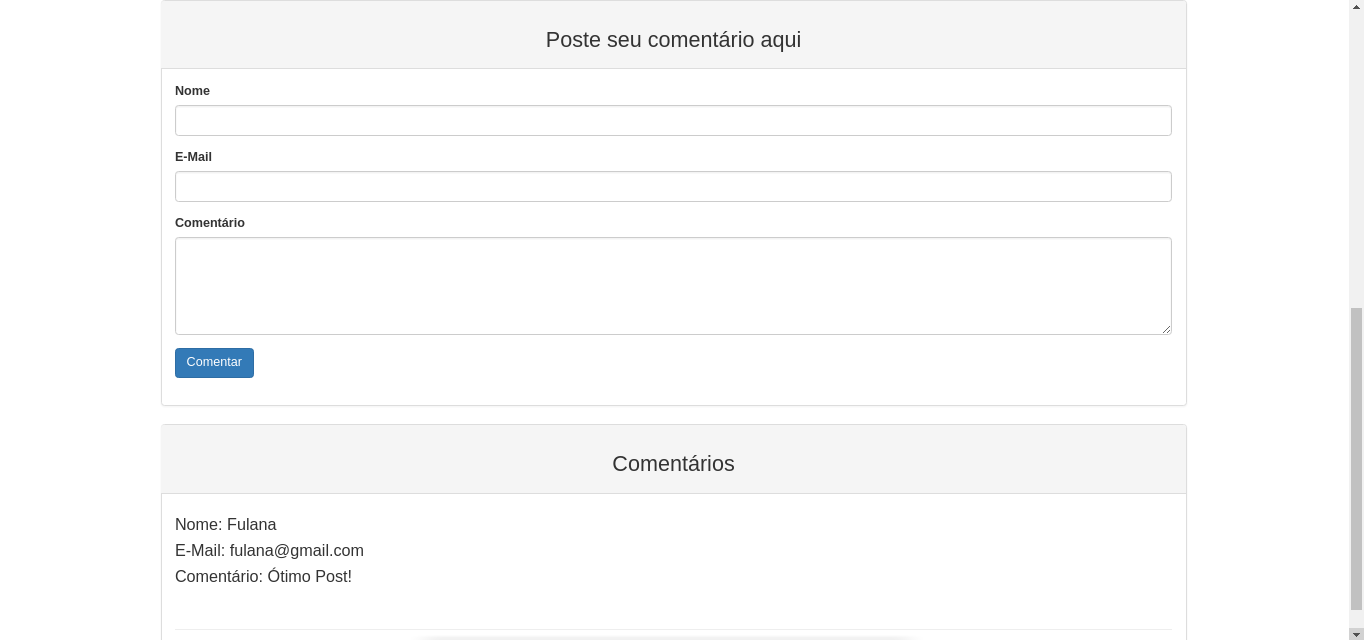 Poste seu comentário aqui
Nome
E-Mail
Comentário
Comentar
Comentários
Nome: Fulana
E-Mail: fulana@gmail.com
Comentário: Ótimo Post!